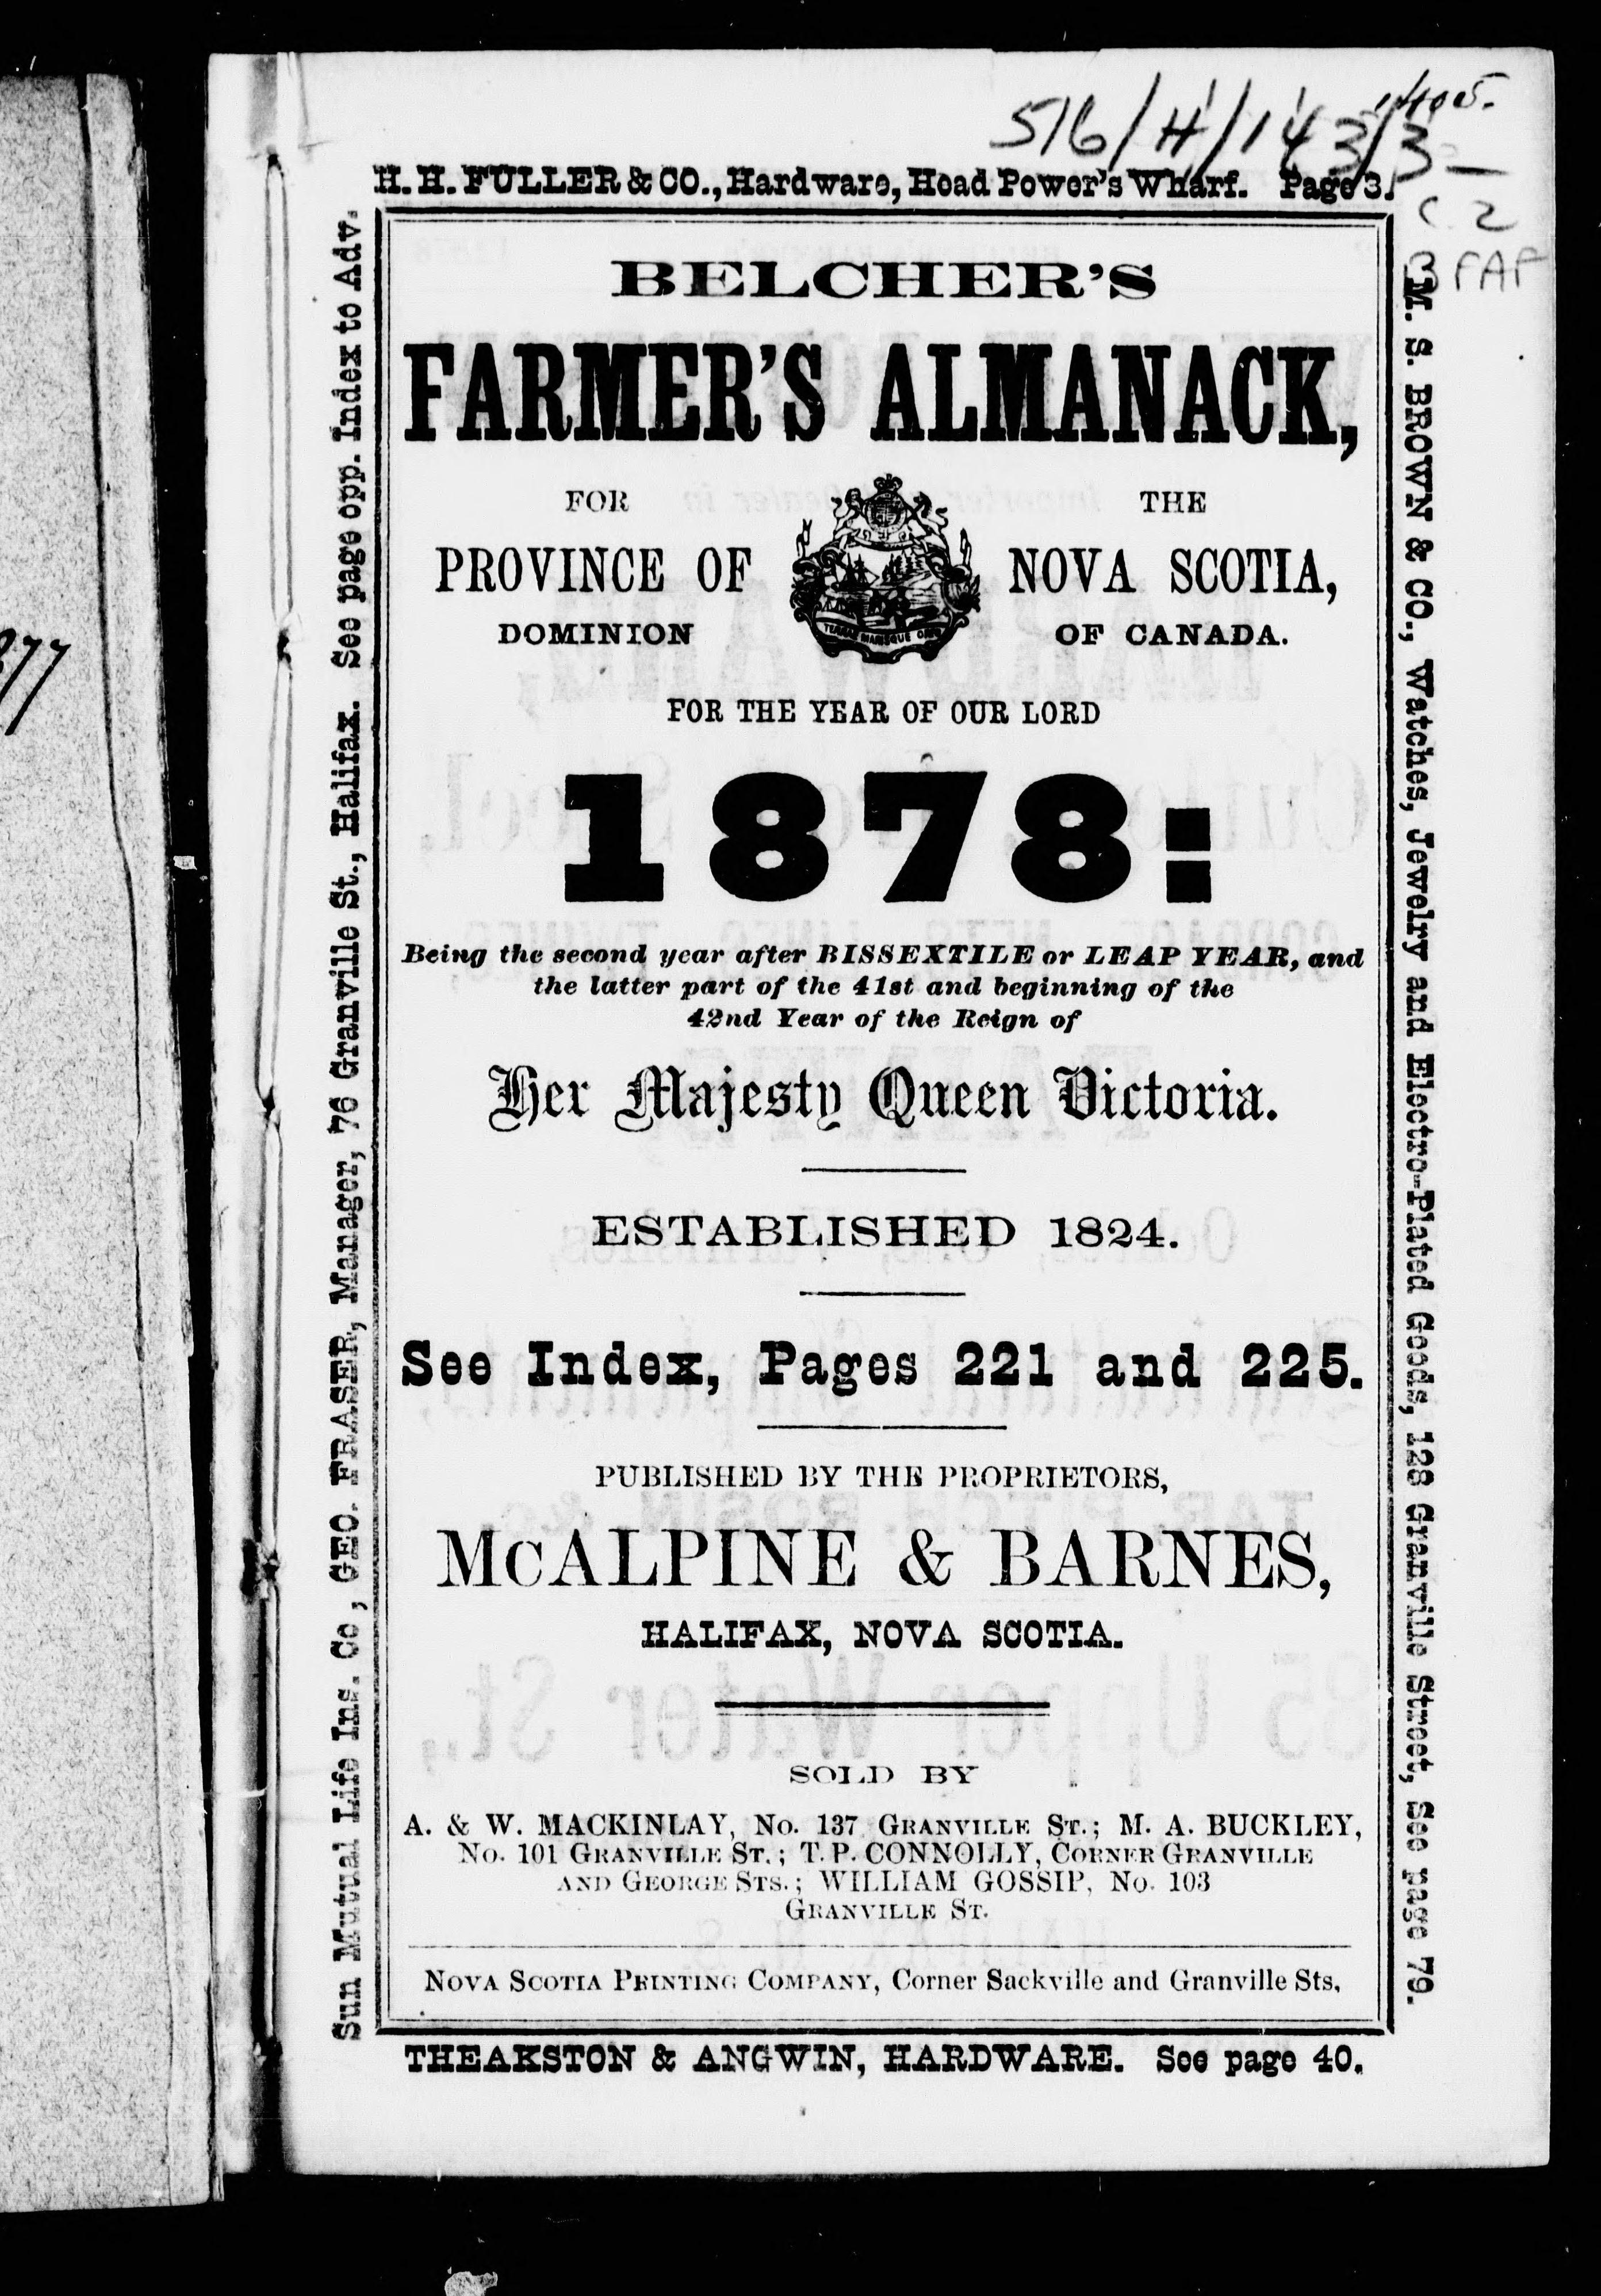 516/H/143/3
C. 2
H. H. FULLER & CO., Hardware, Head Power's Wharf. Page 3.
Sun Mutual Life Ins. Co, GEO. FRASER, Manager, 76 Granville St., Halifax. See page opp. Index to Adv.
BELCHER'S
FARMER'S ALMANACK,
FOR THE
PROVINCE OF NOVA SCOTIA,
DOMINION OF CANADA.
FOR THE YEAR OF OUR LORD
1878:
Being the second year after BISSEXTILE or LEAP YEAR, and
the latter part of the 41st and beginning of the
42nd Year of the Reign of
Her Majesty Queen Victoria.
ESTABLISHED 1824.
See Index, Pages 221 and 225.
PUBLISHED BY THE PROPRIETORS,
McALPINE & BARNES,
HALIFAX, NOVA SCOTIA.
SOLD BY
A. & W. MACKINLAY, No. 137 GRANVILLE ST.; M. A. BUCKLEY,
No. 101 GRANVILLE ST.; T. P. CONNOLLY, CORNER GRANVILLE
AND GEORGE STS.; WILLIAM GOSSIP, No. 103
GRANVILLE ST.
NOVA SCOTIA PRINTING COMPANY, Corner Sackville and Granville Sts,
M. S. BROWN & CO., Watches, Jewelry and Electro-Plated Goods, 128 Granville Street, See page 79.
THEAKSTON & ANGWIN, HARDWARE. See page 40.